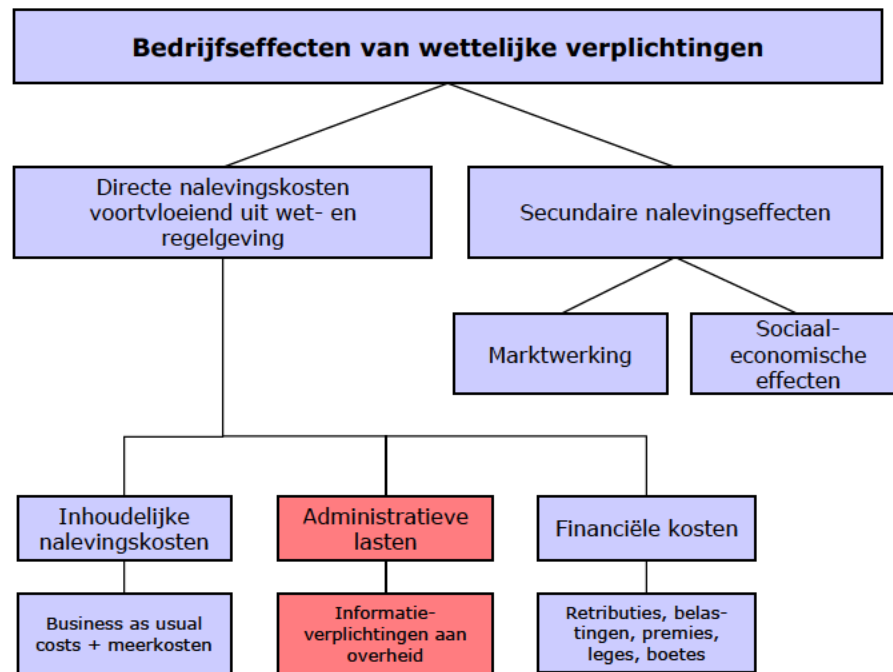 Bedrijfseffecten van wettelijke verplichtingen
Directe nalevingskosten
voortvloeiend uit wet- en
regelgeving
Secundaire nalevingseffecten
Marktwerking
Sociaal-
economische
effecten
Inhoudelijke
nalevingskosten
Administratieve
lasten
Financiële kosten
Business as usual
costs + meerkosten
Informatie-
verplichtingen aan
overheid
Retributies, belas-
tingen, premies,
leges, boetes